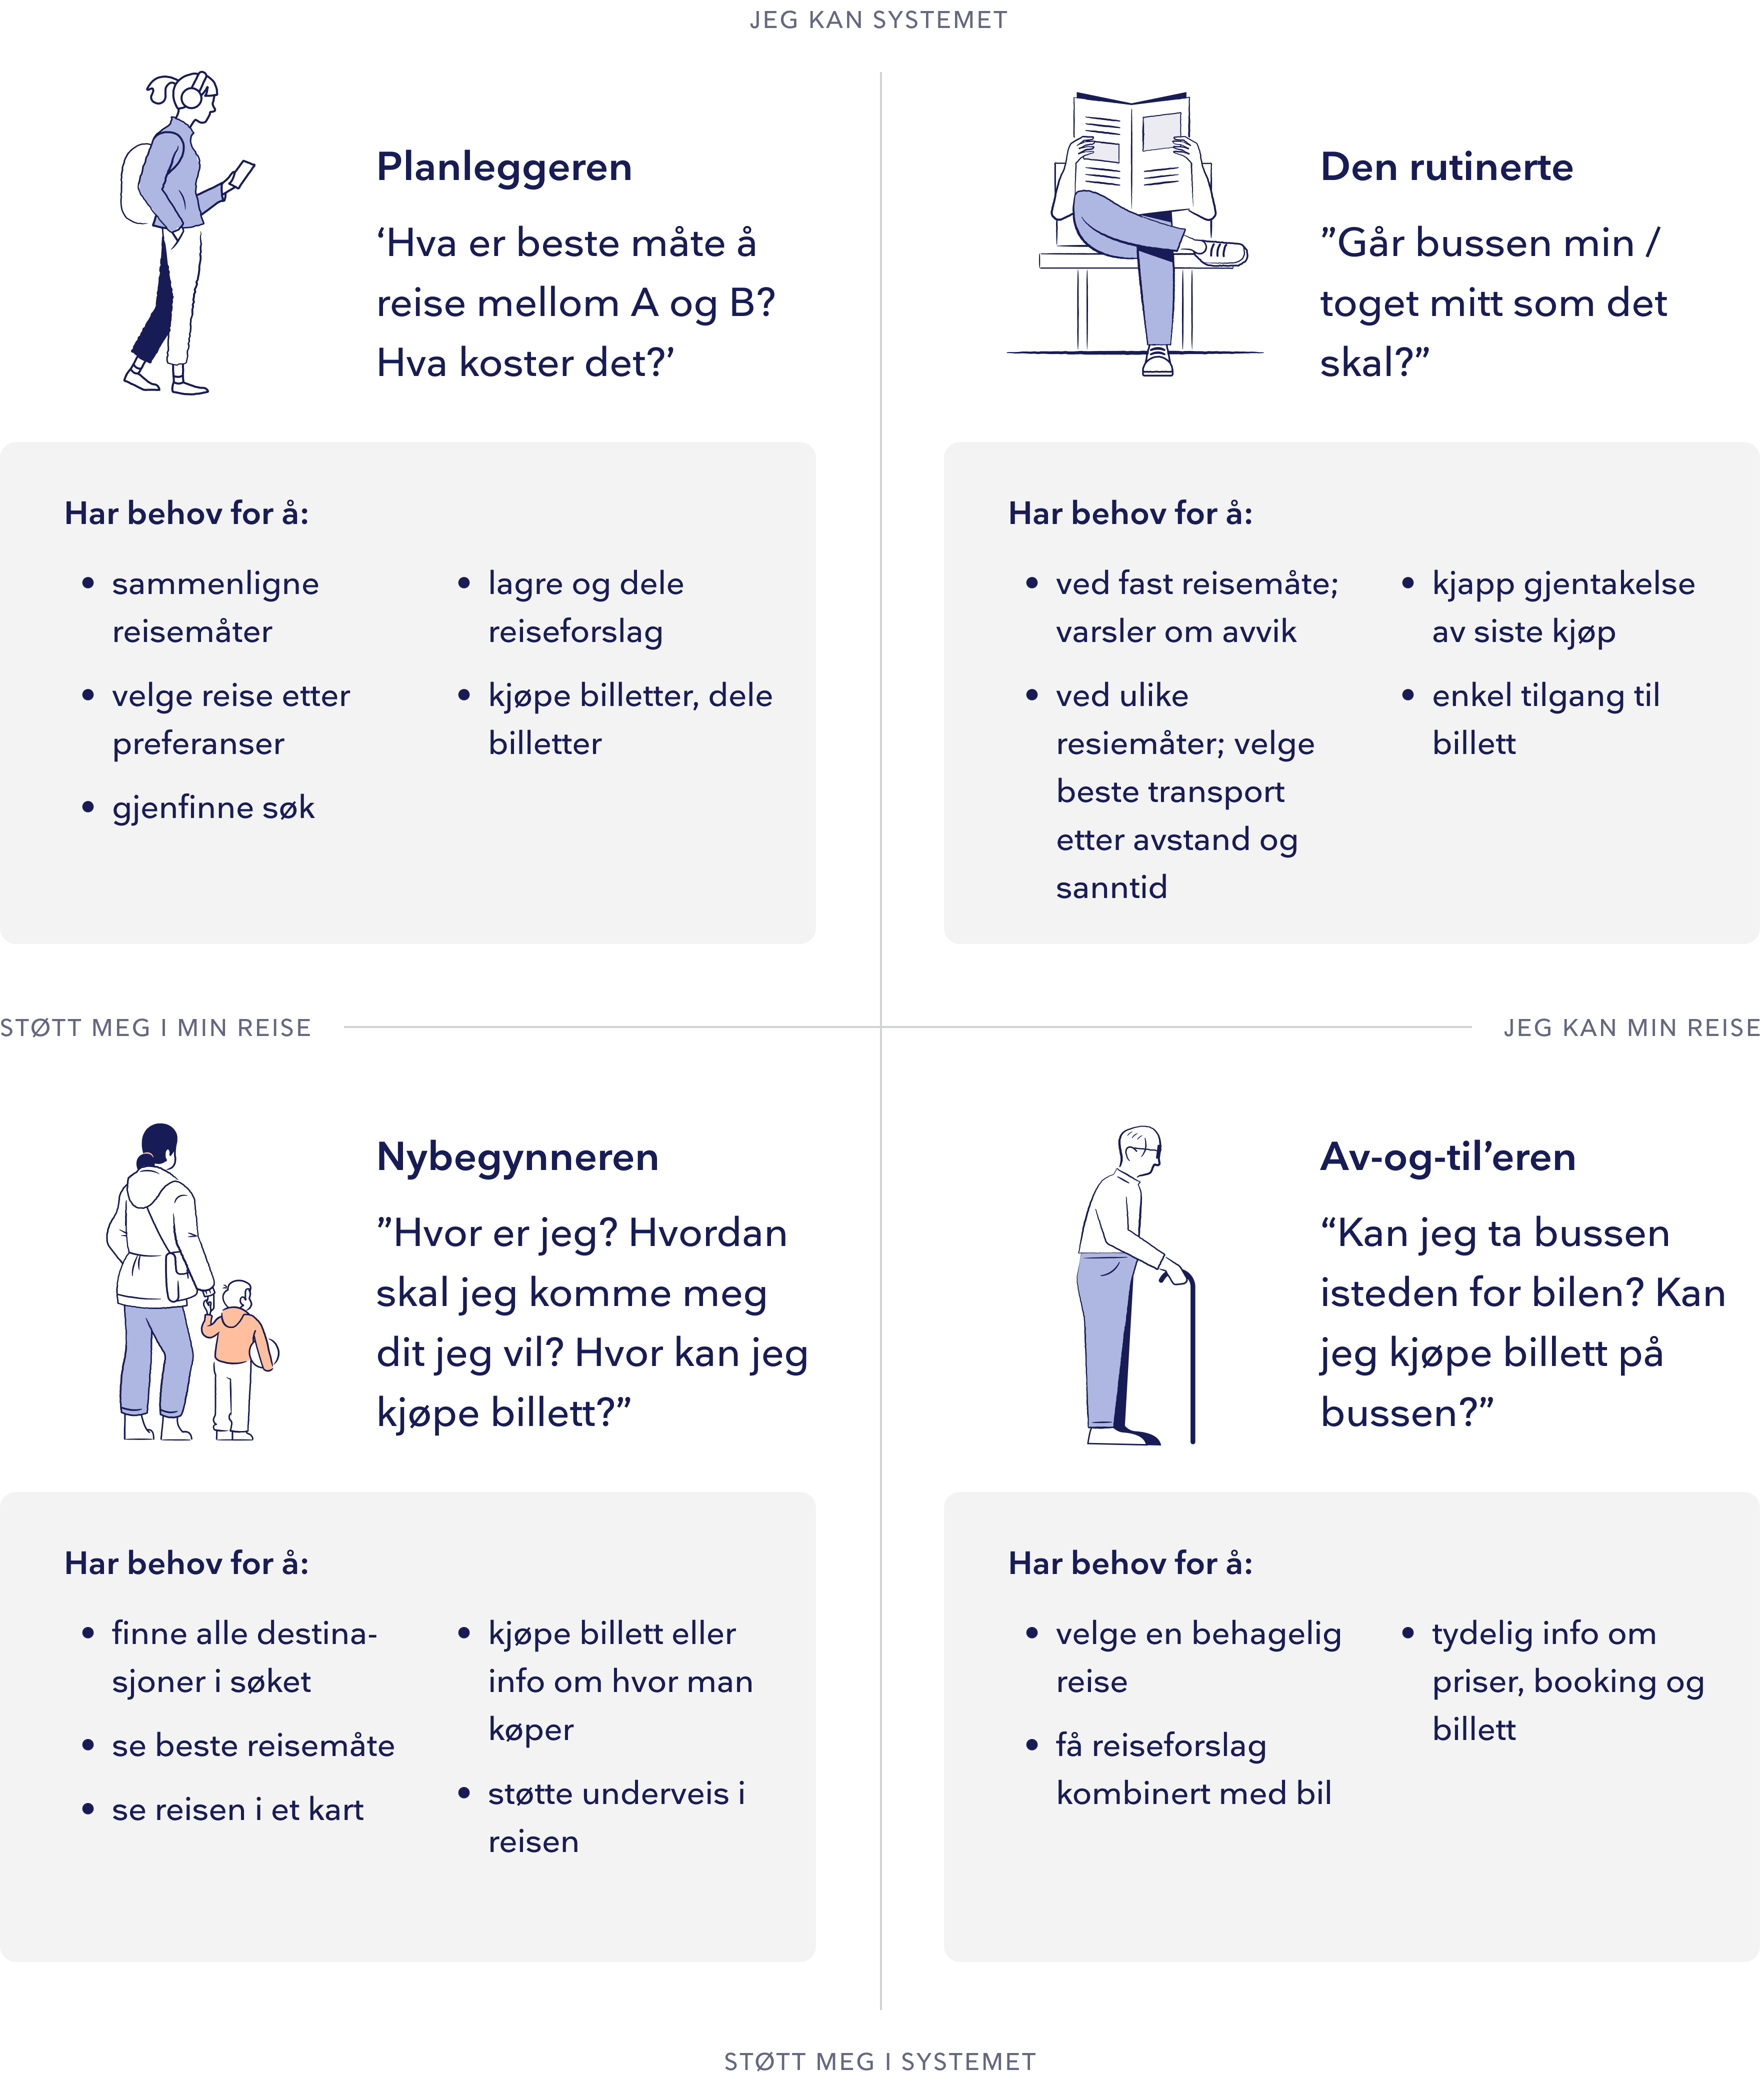 JEG KAN SYSTEMET
Planleggeren
‘Hva er beste måte å
reise mellom A og B?
Hva koster det?’
Har behov for å:
sammenligne
reisemåter
velge reise etter
preferanser
gjenfinne søk
lagre og dele
reiseforslag
kjøpe billetter, dele
billetter
Den rutinerte
”Går bussen min /
toget mitt som det
skal?”
Har behov for å:
ved fast reisemåte;
varsler om avvik
ved ulike
resiemåter; velge
beste transport
etter avstand og
sanntid
kjapp gjentakelse
av siste kjøp
enkel tilgang til
billett
STØTT MEG I MIN REISE
JEG KAN MIN REISE
Nybegynneren
”Hvor er jeg? Hvordan
skal jeg komme meg
dit jeg vil? Hvor kan jeg
kjøpe billett?”
Har behov for å:
finne alle destina-
sjoner i søket
se beste reisemåte
se reisen i et kart
kjøpe billett eller
info om hvor man
køper
støtte underveis i
reisen
Av-og-til’eren
“Kan jeg ta bussen
isteden for bilen? Kan
jeg kjøpe billett på
bussen?”
Har behov for å:
velge en behagelig
reise
få reiseforslag
kombinert med bil
tydelig info om
priser, booking og
billett
STØTT MEG I SYSTEMET